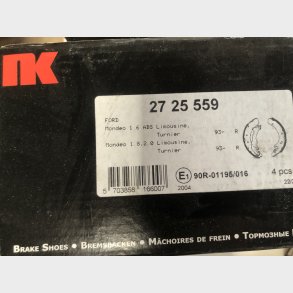 NK
27 25 559
FORD
Mondeo 1.6 ABS Limousine, Turnier 93- R
Mondeo 1.8,2.0 Limousine, Turnier 93- R
5 703858 166007
2004
E1 90R-01195/016
4 pcs
BRAKE SHOES • BREMSBACKEN • MÂCHOIRES DE FREIN • ТОРМОЗНЫЕ